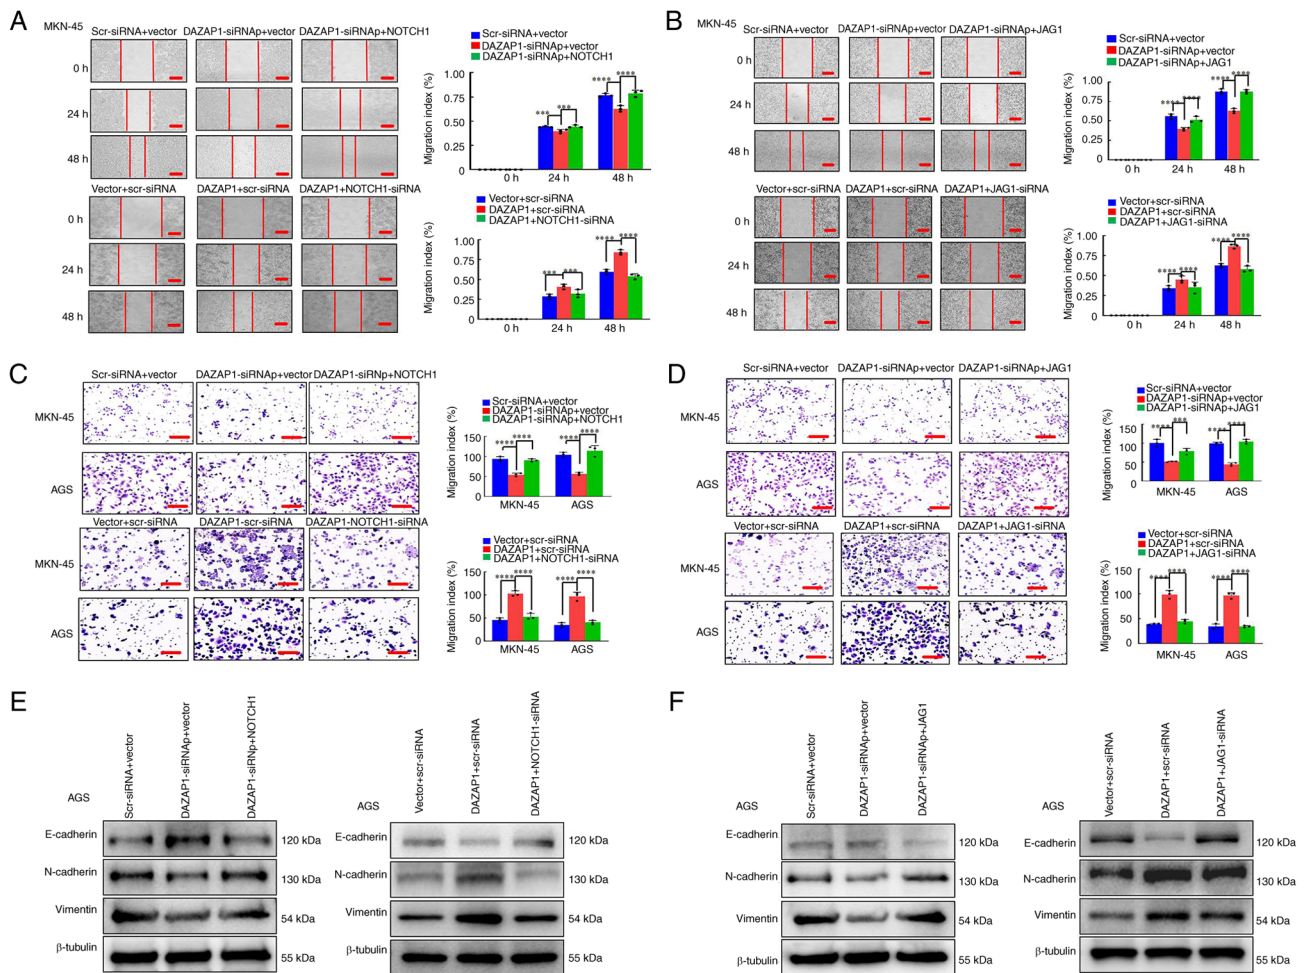 A
MKN-45 Scr-siRNA+vector DAZAP1-siRNAp+vector DAZAP1-siRNAp+NOTCH1
0 h
24 h
48 h
Vector+scr-siRNA DAZAP1+scr-siRNA DAZAP1+NOTCH1-siRNA
0 h
24 h
48 h
Scr-siRNA+vector
DAZAP1-siRNAp+vector
DAZAP1-siRNAp+NOTCH1
Migration index (%)
1.00
0.75
0.50
0.25
0
*** *** **** ****
0 h 24 h 48 h
Vector+scr-siRNA
DAZAP1+scr-siRNA
DAZAP1+NOTCH1-siRNA
Migration index (%)
1.00
0.75
0.50
0.25
0
*** *** **** ****
0 h 24 h 48 h
B
MKN-45
Scr-siRNA+vector DAZAP1-siRNAp+vector DAZAP1-siRNAp+JAG1
0 h
24 h
48 h
Vector+scr-siRNA DAZAP1+scr-siRNA DAZAP1+JAG1-siRNA
0 h
24 h
48 h
Scr-siRNA+vector
DAZAP1-siRNAp+vector
DAZAP1-siRNAp+JAG1
Migration index (%)
1.00
0.75
0.50
0.25
0
**** **** **** ****
0 h 24 h 48 h
Vector+scr-siRNA
DAZAP1+scr-siRNA
DAZAP1+JAG1-siRNA
Migration index (%)
1.00
0.75
0.50
0.25
0
**** **** **** ****
0 h 24 h 48 h
C
Scr-siRNA+vector DAZAP1-siRNAp+vector DAZAP1-siRNp+NOTCH1
MKN-45
AGS
Vector+scr-siRNA DAZAP1-scr-siRNA DAZAP1-NOTCH1-siRNA
MKN-45
AGS
Scr-siRNA+vector
DAZAP1-siRNAp+vector
DAZAP1-siRNAp+NOTCH1
Migration index (%)
150
100
50
0
**** **** **** ****
MKN-45 AGS
Vector+scr-siRNA
DAZAP1+scr-siRNA
DAZAP1+NOTCH1-siRNA
Migration index (%)
150
100
50
0
**** **** **** ****
MKN-45 AGS
D
Scr-siRNA+vector DAZAP1-siRNAp+vector DAZAP1-siRNAp+JAG1
MKN-45
AGS
Vector+scr-siRNA DAZAP1+scr-siRNA DAZAP1+JAG1-siRNA
MKN-45
AGS
Scr-siRNA+vector
DAZAP1-siRNAp+vector
DAZAP1-siRNAp+JAG1
Migration index (%)
150
100
50
0
**** *** **** ****
MKN-45 AGS
Vector+scr-siRNA
DAZAP1+scr-siRNA
DAZAP1+JAG1-siRNA
Migration index (%)
150
100
50
0
**** **** **** ****
MKN-45 AGS
E
AGS
Scr-siRNA+vector
DAZAP1-siRNAp+vector
DAZAP1-siRNp+NOTCH1
E-cadherin 120 kDa
N-cadherin 130 kDa
Vimentin 54 kDa
β-tubulin 55 kDa
AGS
Vector+scr-siRNA
DAZAP1+scr-siRNA
DAZAP1+NOTCH1-siRNA
E-cadherin 120 kDa
N-cadherin 130 kDa
Vimentin 54 kDa
β-tubulin 55 kDa
F
AGS
Scr-siRNA+vector
DAZAP1-siRNAp+vector
DAZAP1-siRNAp+JAG1
E-cadherin 120 kDa
N-cadherin 130 kDa
Vimentin 54 kDa
β-tubulin 55 kDa
AGS
Vector+scr-siRNA
DAZAP1+scr-siRNA
DAZAP1+JAG1-siRNA
E-cadherin 120 kDa
N-cadherin 130 kDa
Vimentin 54 kDa
β-tubulin 55 kDa